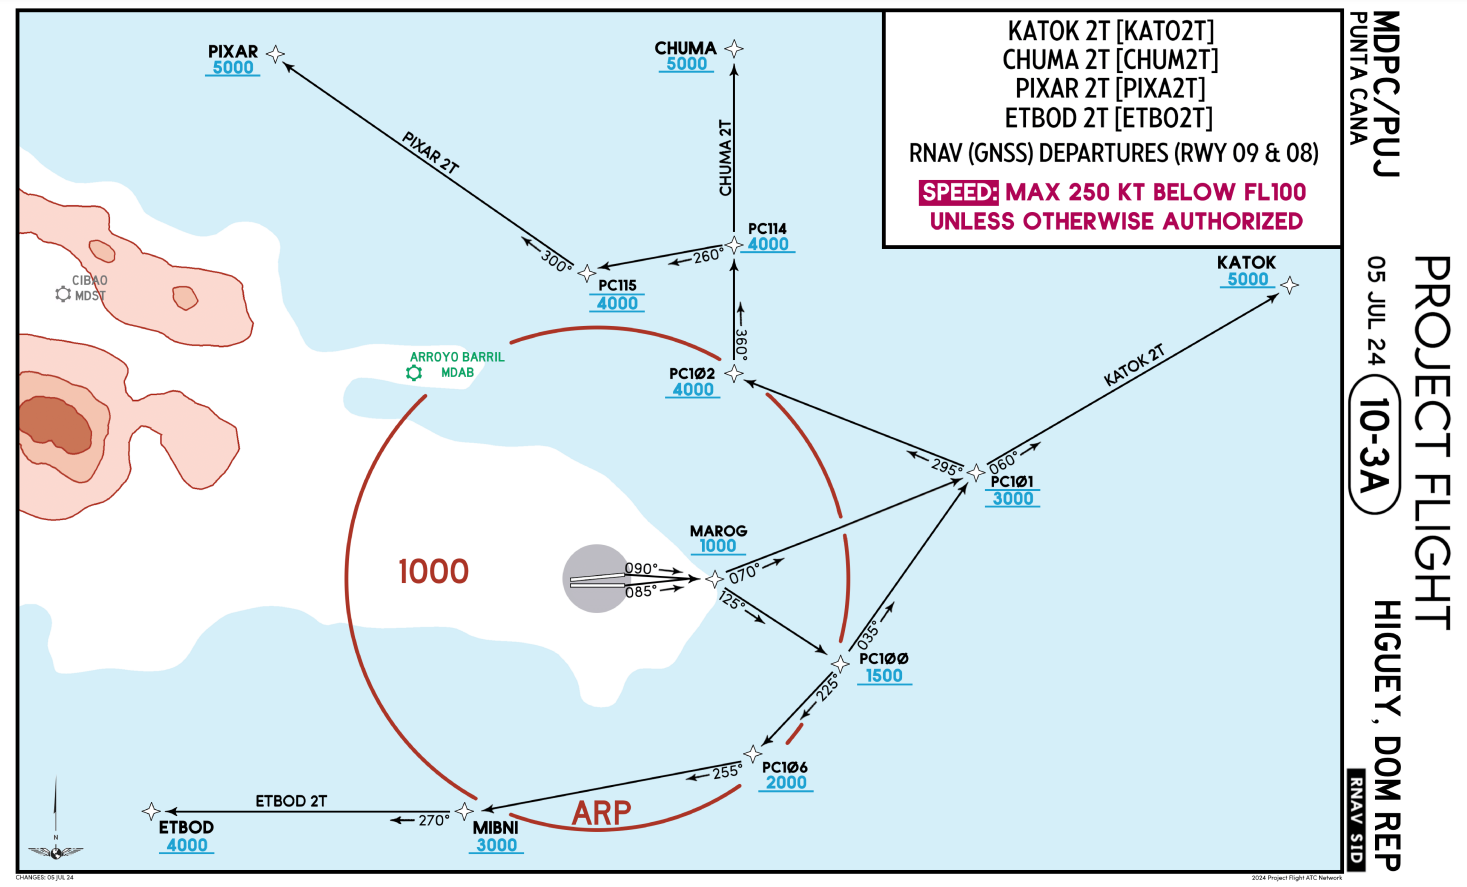 KATOK 2T [KATO2T]
CHUMA 2T [CHUM2T]
PIXAR 2T [PIXA2T]
ETBOD 2T [ETBO2T]
RNAV (GNSS) DEPARTURES (RWY 09 & 08)
SPEED: MAX 250 KT BELOW FL100
UNLESS OTHERWISE AUTHORIZED
MDPC/PUJ
PUNTA CANA
05 JUL 24
10-3A
PROJECT FLIGHT
HIGUEY, DOM REP
RNAV SID
PIXAR
5000
CHUMA
5000
PIXAR 2T
CHUMA 2T
PC114
4000
260°
300°
PC115
4000
KATOK
5000
CIBAO
MDST
ARROYO BARRIL
MDAB
360°
PC1Ø2
4000
KATOK 2T
295°
060°
PC1Ø1
3000
MAROG
1000
1000
090°
085°
070°
125°
035°
PC1ØØ
1500
225°
PC1Ø6
2000
255°
ARP
ETBOD 2T
270°
ETBOD
4000
MIBNI
3000
N
CHANGES: 05 JUL 24
2024 Project Flight ATC Network